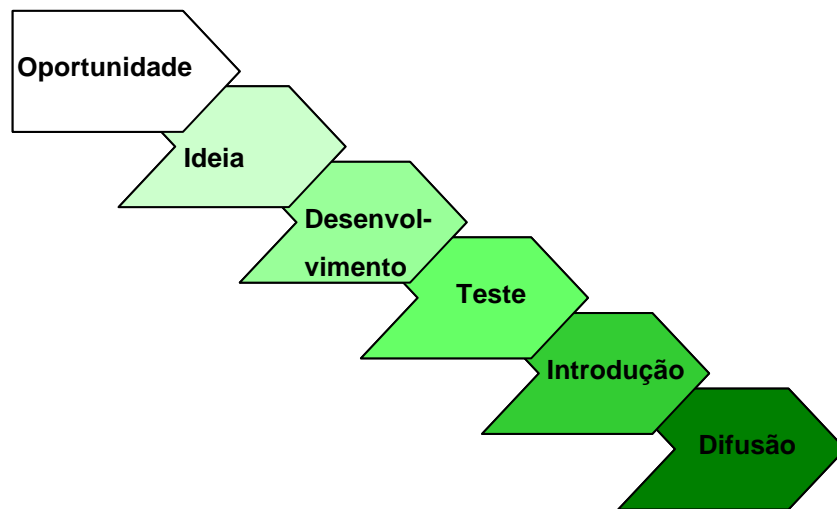 Oportunidade
Ideia
Desenvol-
vimento
Teste
Introdução
Difusão